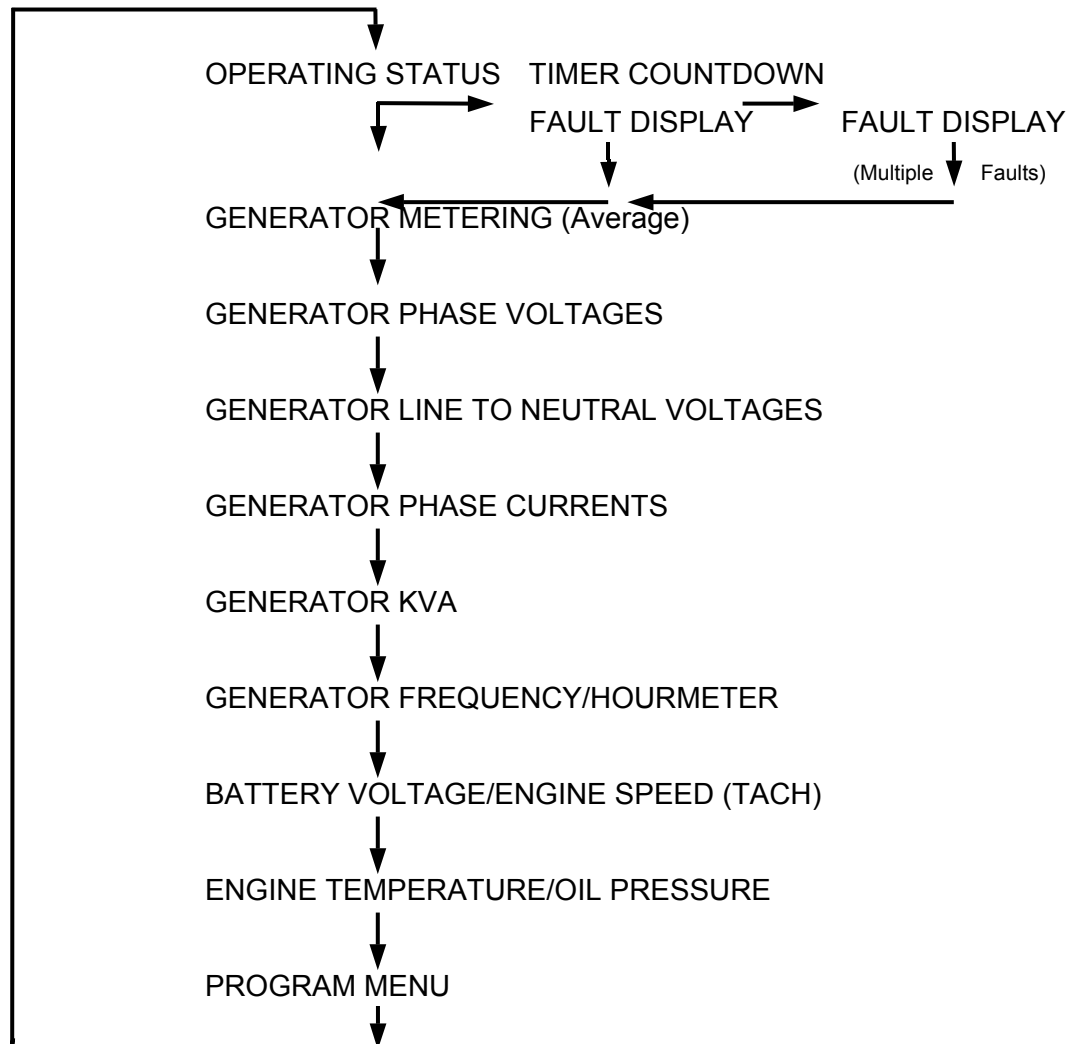 OPERATING STATUS TIMER COUNTDOWN
FAULT DISPLAY FAULT DISPLAY
(Multiple Faults)
GENERATOR METERING (Average)
GENERATOR PHASE VOLTAGES
GENERATOR LINE TO NEUTRAL VOLTAGES
GENERATOR PHASE CURRENTS
GENERATOR KVA
GENERATOR FREQUENCY/HOURMETER
BATTERY VOLTAGE/ENGINE SPEED (TACH)
ENGINE TEMPERATURE/OIL PRESSURE
PROGRAM MENU